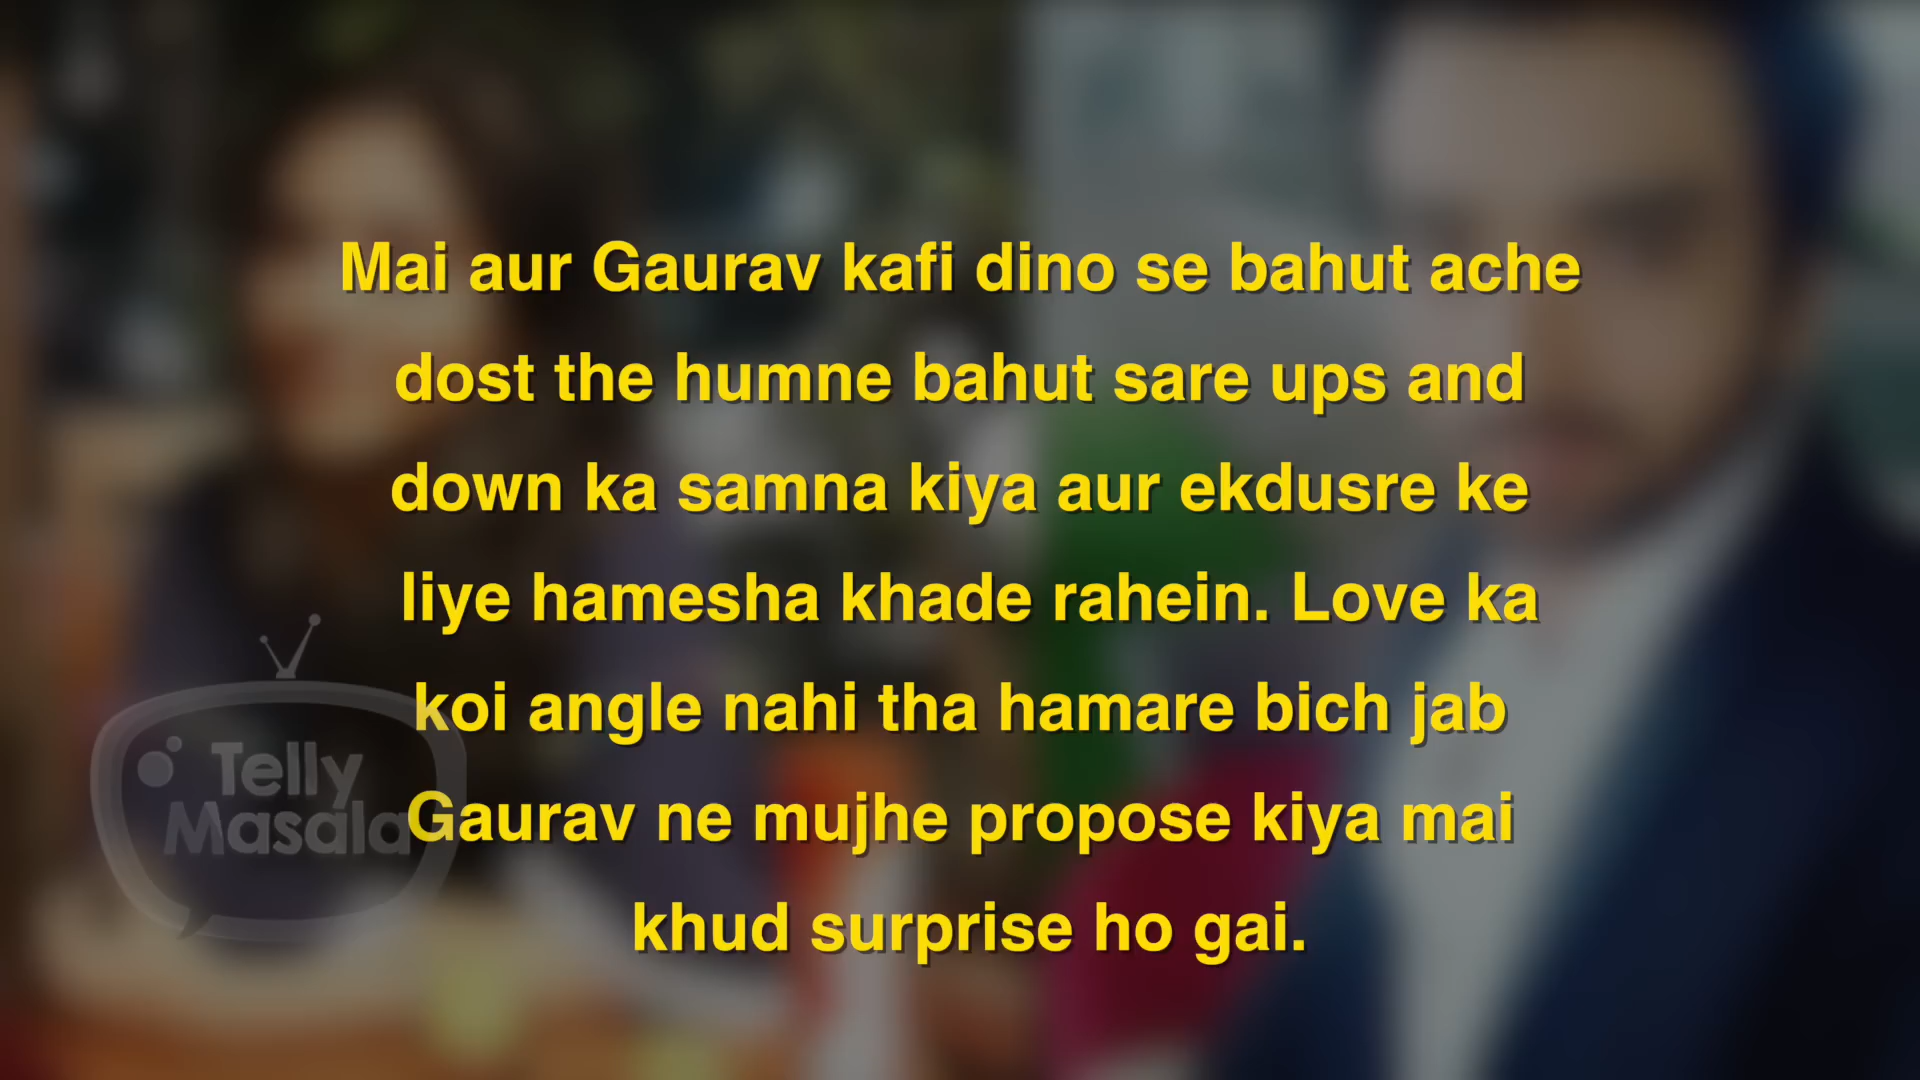 Mai aur Gaurav kafi dino se bahut ache
dost the humne bahut sare ups and
down ka samna kiya aur ekdusre ke
liye hamesha khade rahein. Love ka
koi angle nahi tha hamare bich jab
Gaurav ne mujhe propose kiya mai
khud surprise ho gai.
Telly
Masala